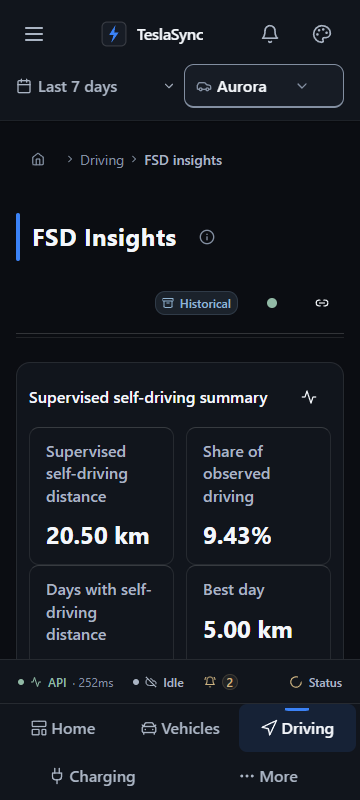 TeslaSync
Last 7 days
Aurora
Driving
FSD insights
FSD Insights
Historical
Supervised self-driving summary
Supervised
self-driving
distance
20.50 km
Share of
observed
driving
9.43%
Days with self-
driving
distance
Best day
5.00 km
API · 252ms
Idle
2
Status
Home
Vehicles
Driving
Charging
More